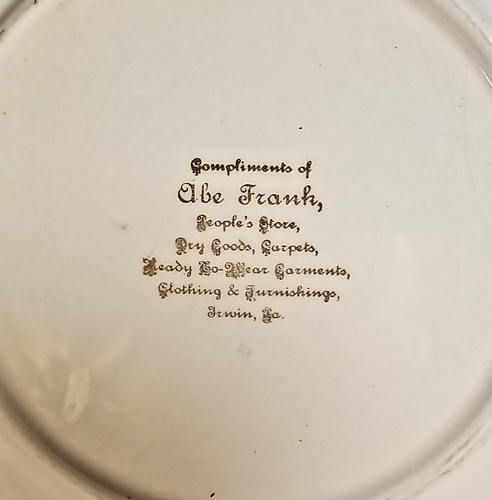 Compliments of
Abe Frank,
People's Store,
Dry Goods, Carpets,
Ready To-Wear Garments,
Clothing & Furnishings,
Irwin, Pa.